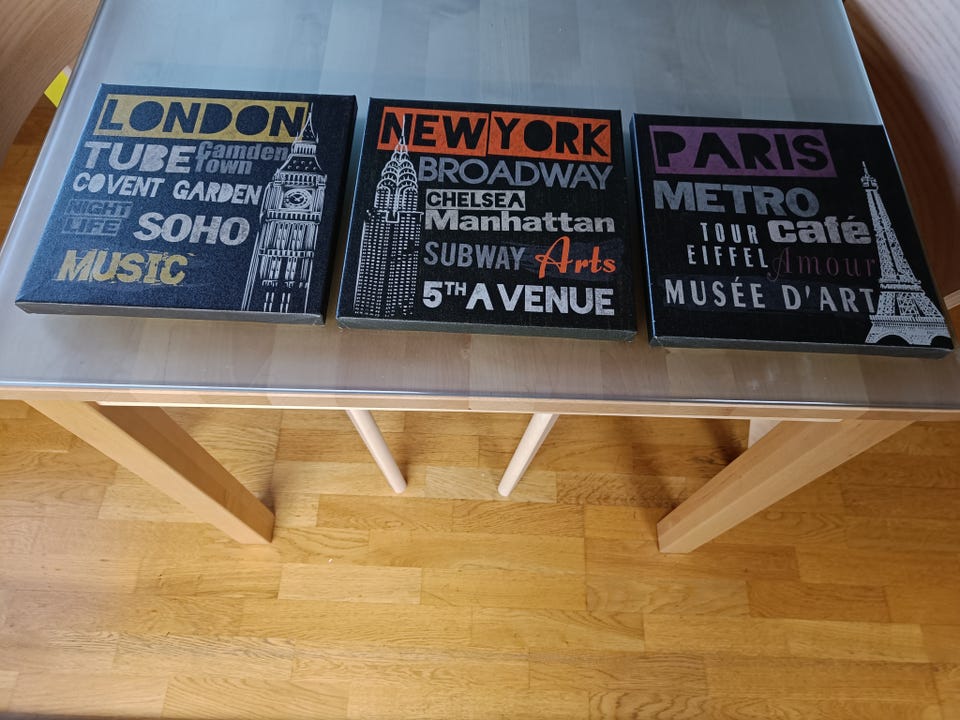 LONDON
TUBE Camden Town
COVENT GARDEN
NIGHT LIFE SOHO
MUSIC
NEW YORK
BROADWAY
CHELSEA
Manhattan
SUBWAY Arts
5TH AVENUE
PARIS
METRO
TOUR EIFFEL café
Amour
MUSÉE D'ART